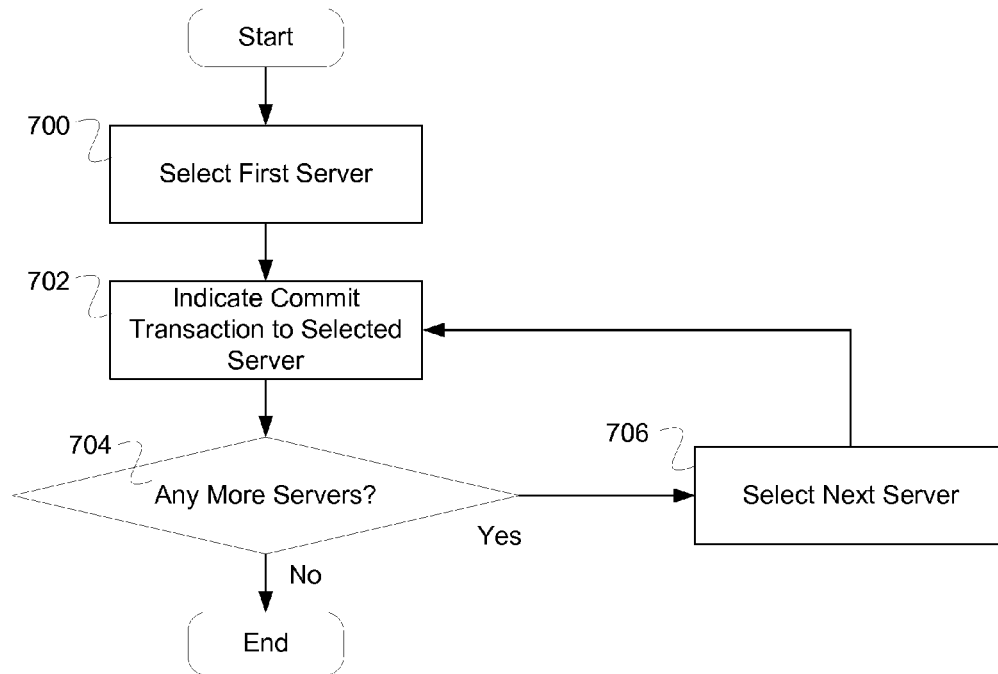 Start
700
Select First Server
702
Indicate Commit
Transaction to Selected
Server
704
Any More Servers?
706
Select Next Server
Yes
No
End